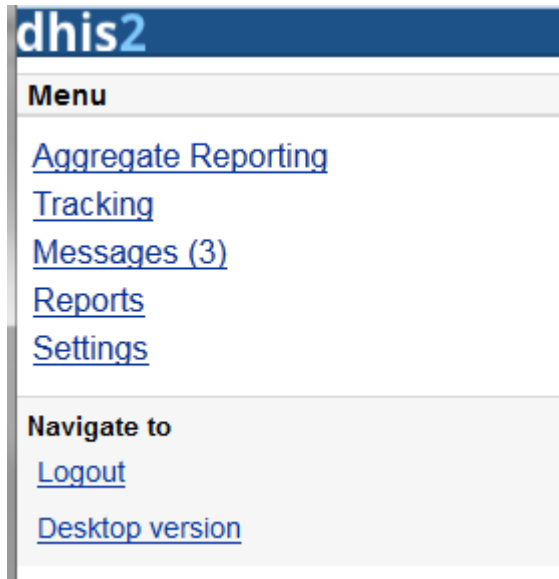 dhis2
Menu
Aggregate Reporting
Tracking
Messages (3)
Reports
Settings
Navigate to
Logout
Desktop version